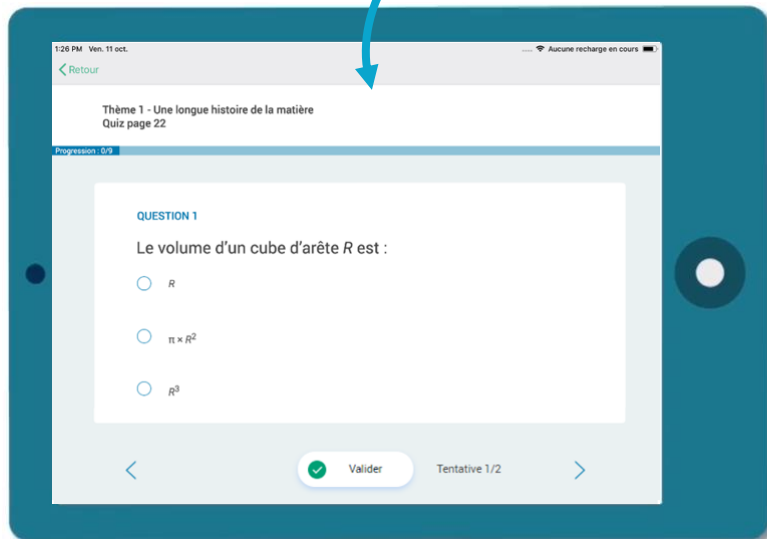 1:26 PM Ven. 11 oct.
Aucune recharge en cours
Retour
Thème 1 - Une longue histoire de la matière
Quiz page 22
Progression : 0/9
QUESTION 1
Le volume d'un cube d'arête R est :
R
π × R²
R³
Valider
Tentative 1/2